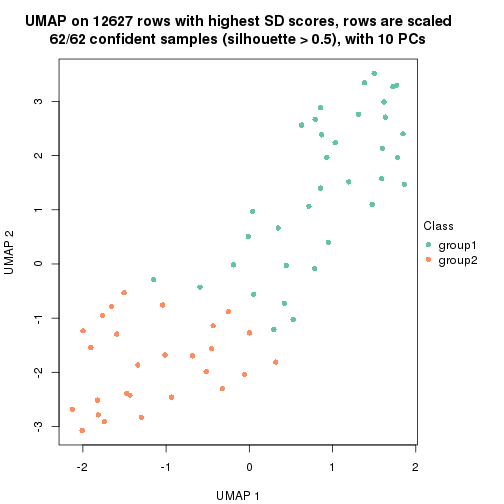 UMAP on 12627 rows with highest SD scores, rows are scaled
62/62 confident samples (silhouette > 0.5), with 10 PCs
3
2
1
0
-1
-2
-3
UMAP 2
-2 -1 0 1 2
UMAP 1
Class
group1
group2